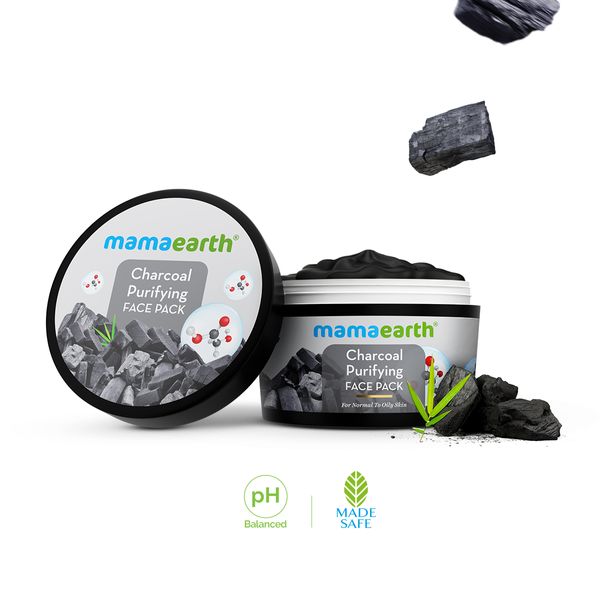 mamaearth®
Charcoal
Purifying
FACE PACK
mamaearth®
Charcoal
Purifying
FACE PACK
For Normal To Oily Skin
pH
Balanced
MADE
SAFE